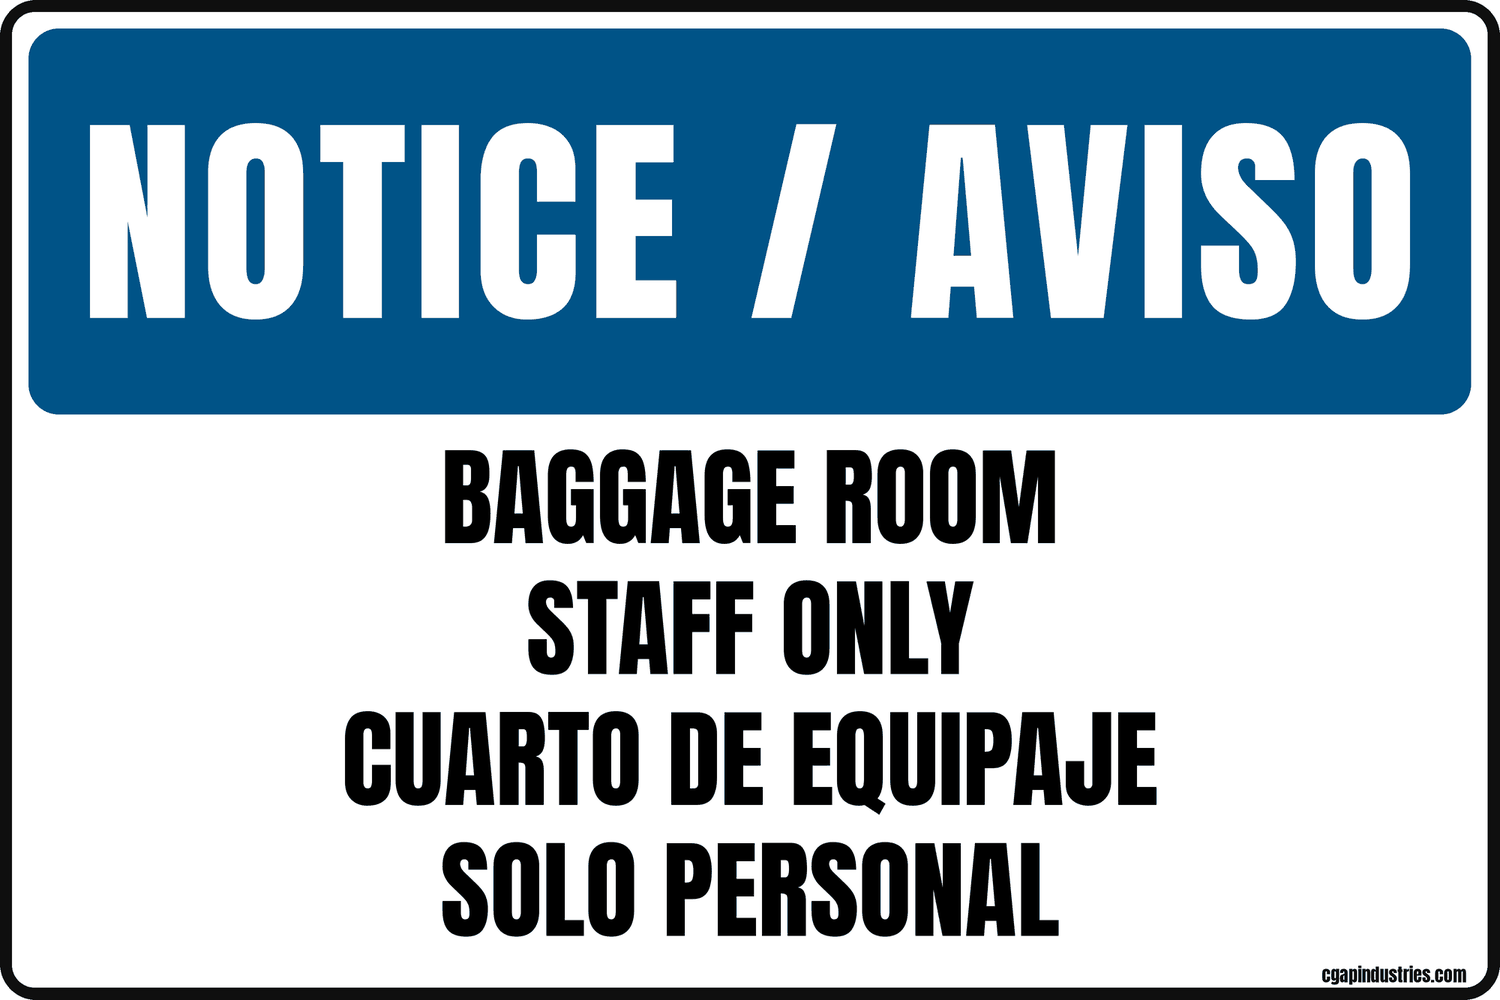 NOTICE / AVISO
BAGGAGE ROOM
STAFF ONLY
CUARTO DE EQUIPAJE
SOLO PERSONAL
cgapindustries.com